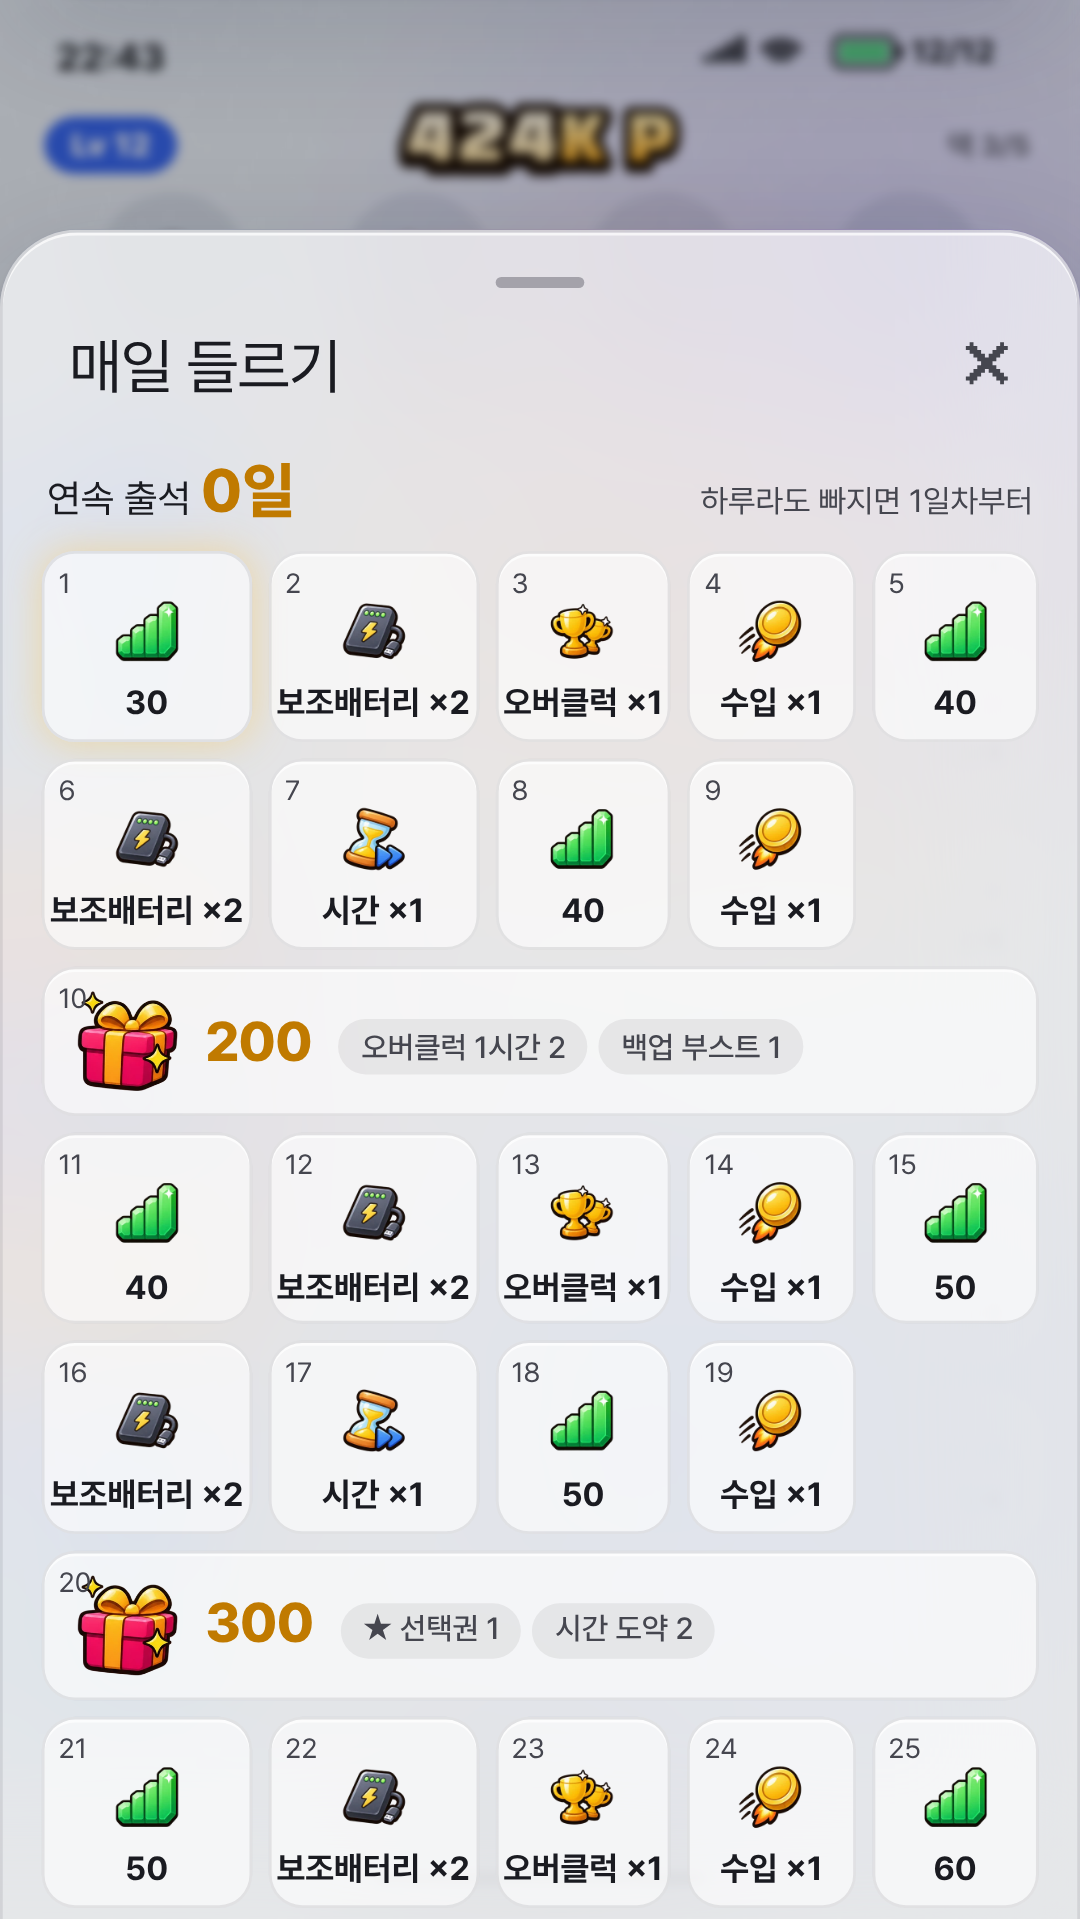 22:43
12/12
Lv 12
424K P
매일 들르기
연속 출석 0일
하루라도 빠지면 1일차부터
1
30
2
보조배터리 ×2
3
오버클럭 ×1
4
수입 ×1
5
40
6
보조배터리 ×2
7
시간 ×1
8
40
9
수입 ×1
10
200
오버클럭 1시간 2
백업 부스트 1
11
40
12
보조배터리 ×2
13
오버클럭 ×1
14
수입 ×1
15
50
16
보조배터리 ×2
17
시간 ×1
18
50
19
수입 ×1
20
300
★ 선택권 1
시간 도약 2
21
50
22
보조배터리 ×2
23
오버클럭 ×1
24
수입 ×1
25
60